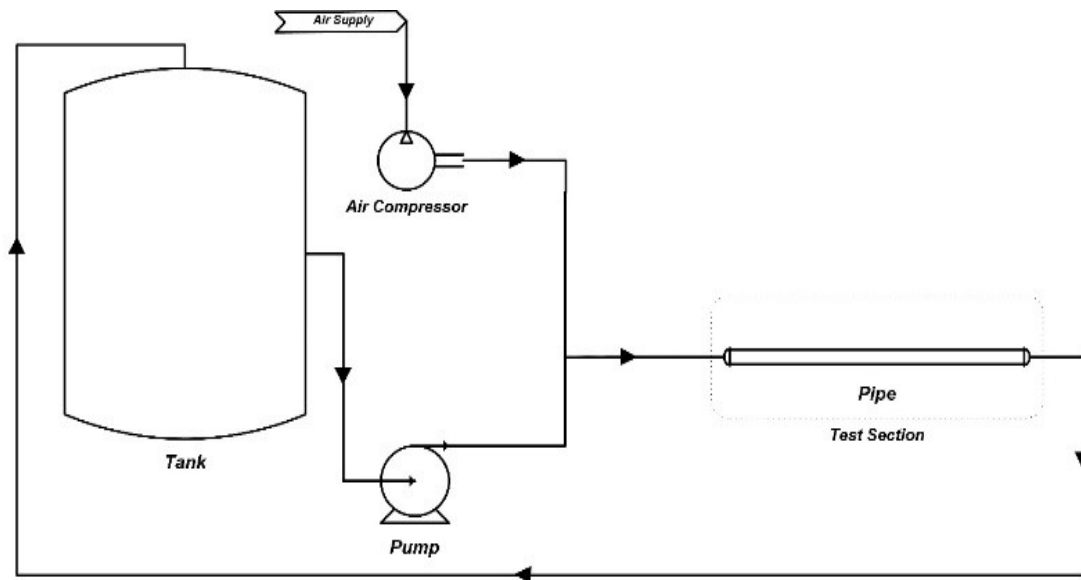 Air Supply
Air Compressor
Tank
Pump
Pipe
Test Section